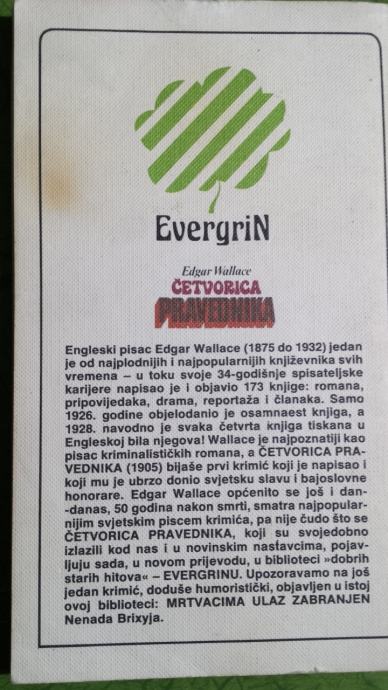 EvergriN
Edgar Wallace
ČETVORICA
PRAVEDNIKA
Engleski pisac Edgar Wallace (1875 do 1932) jedan
je od najplodnijih i najpopularnijih književnika svih
vremena – u toku svoje 34-godišnje spisateljske
karijere napisao je i objavio 173 knjige: romana,
pripovijedaka, drama, reportaža i članaka. Samo
1926. godine objelodanio je osamnaest knjiga, a
1928. navodno je svaka četvrta knjiga tiskana u
Engleskoj bila njegova! Wallace je najpoznatiji kao
pisac kriminalističkih romana, a ČETVORICA PRA-
VEDNIKA (1905) bijaše prvi krimić koji je napisao i
koji mu je ubrzo donio svjetsku slavu i bajoslovne
honorare. Edgar Wallace općenito se još i dan-
-danas, 50 godina nakon smrti, smatra najpopular-
nijim svjetskim piscem krimića, pa nije čudo što se
ČETVORICA PRAVEDNIKA, koji su svojedobno
izlazili kod nas i u novinskim nastavcima, pojav-
ljuju sada, u novom prijevodu, u biblioteci »dobrih
starih hitova« – EVERGRINU. Upozoravamo na još
jedan krimić, doduše humoristički, objavljen u istoj
ovoj biblioteci: MRTVACIMA ULAZ ZABRANJEN
Nenada Brixyja.